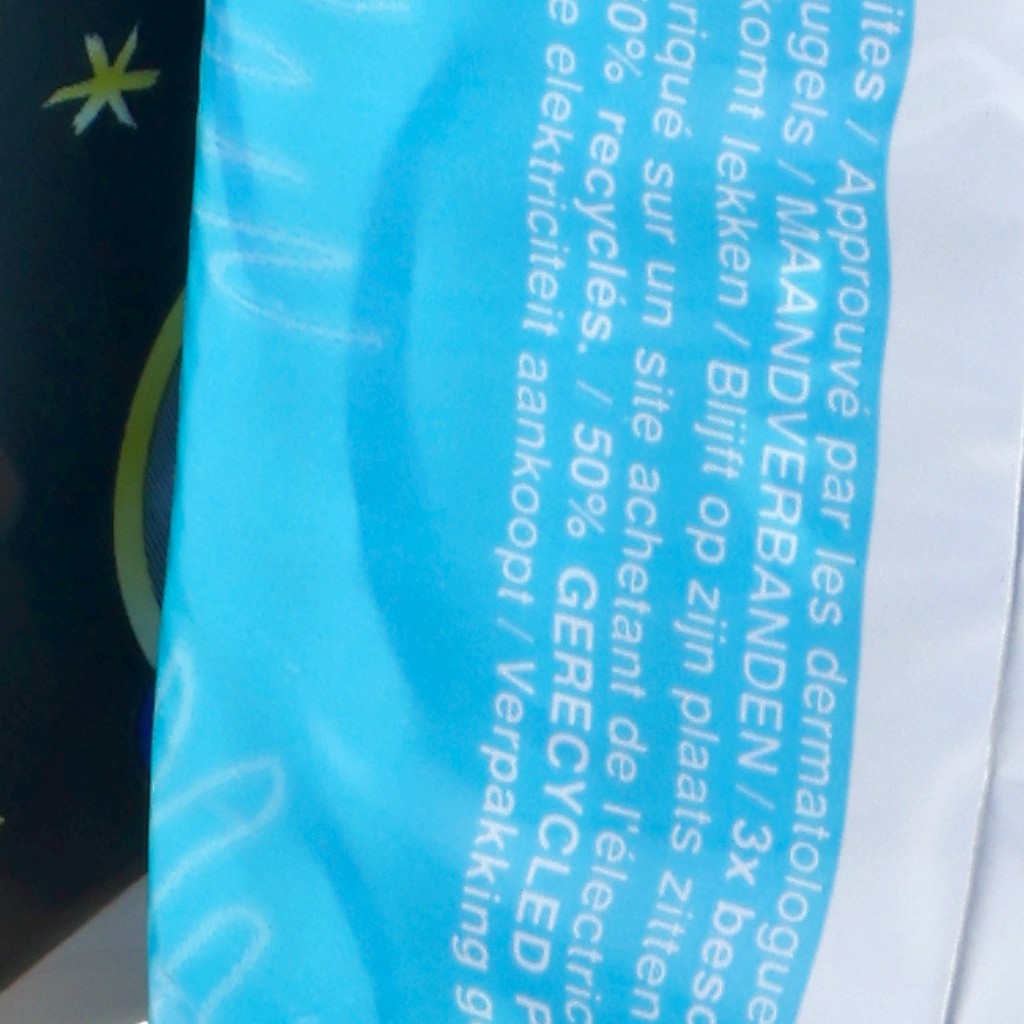 ites / Approuvé par les dermatologue
ugels / MAANDVERBANDEN / 3x besc
komt lekken / Blijft op zijn plaats zitten
riqué sur un site achetant de l'électric
0% recyclés. / 50% GERECYCLED P
e elektriciteit aankoopt / Verpakking g